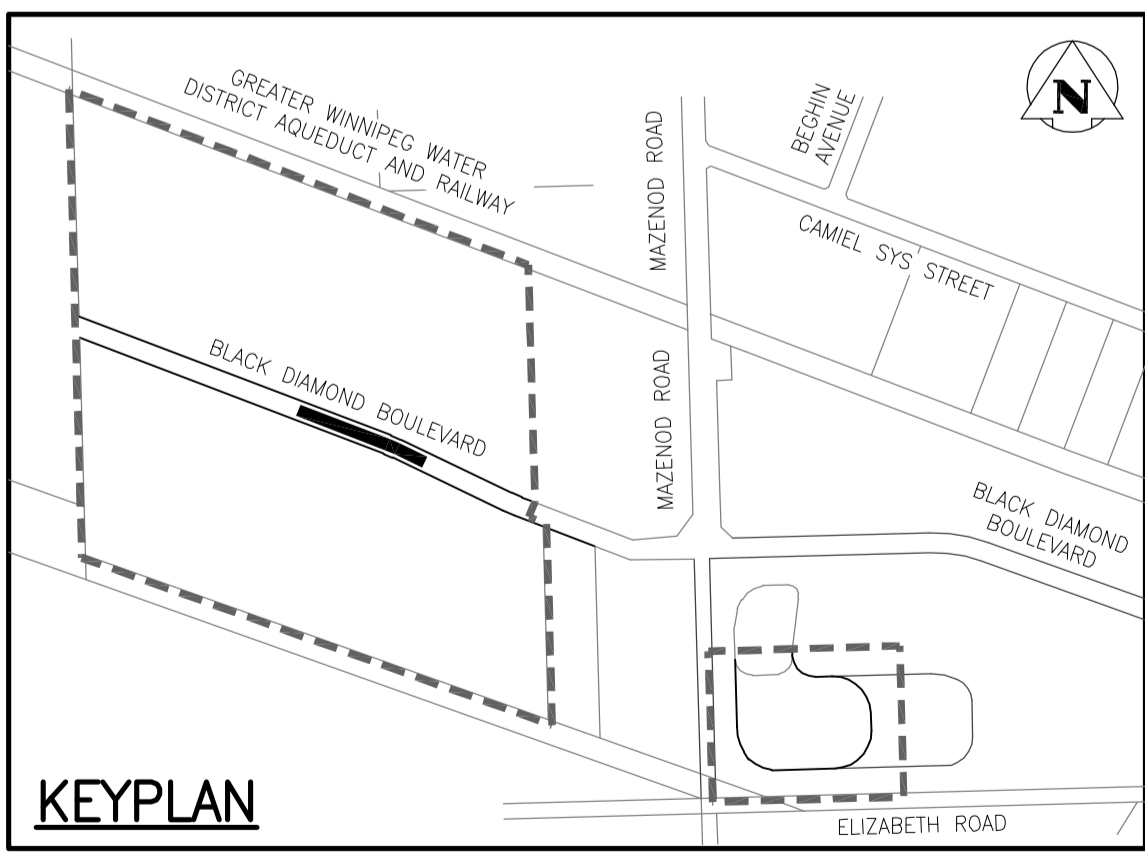 GREATER WINNIPEG WATER
DISTRICT AQUEDUCT AND RAILWAY
MAZENOD ROAD
BEGHIN
AVENUE
N
CAMIEL SYS STREET
BLACK DIAMOND BOULEVARD
MAZENOD ROAD
BLACK DIAMOND
BOULEVARD
KEYPLAN
ELIZABETH ROAD